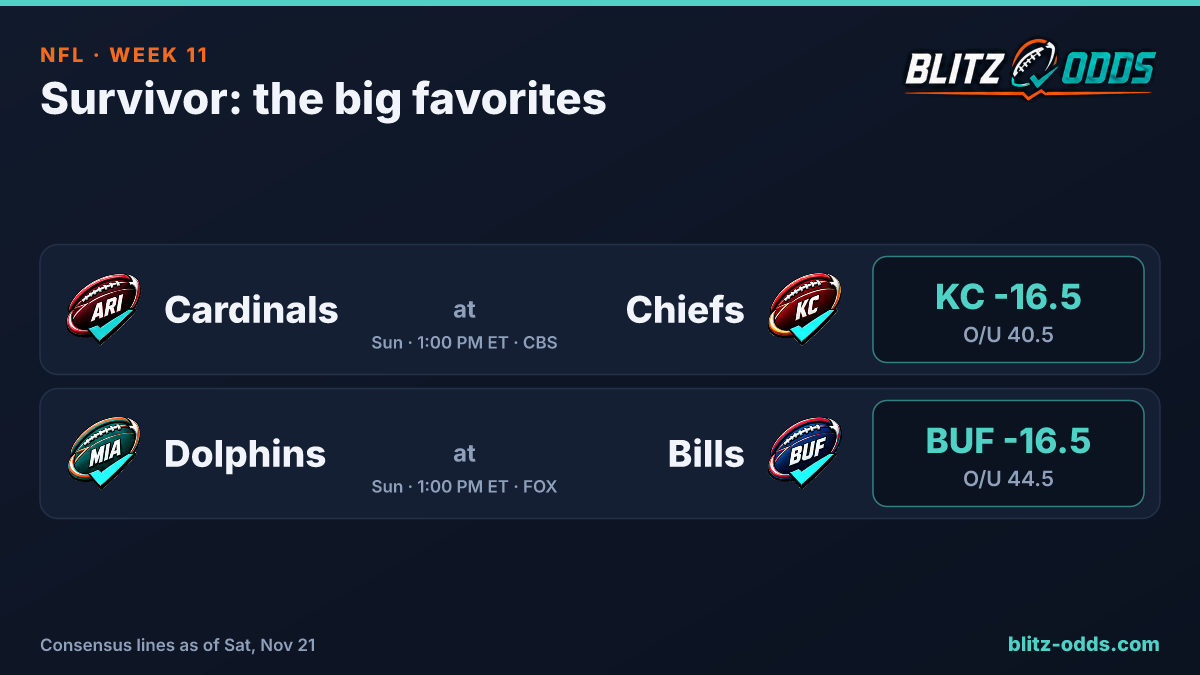 NFL · WEEK 11
Survivor: the big favorites
BLITZ ODDS
ARI
Cardinals
at
Sun · 1:00 PM ET · CBS
Chiefs
KC
KC -16.5
O/U 40.5
MIA
Dolphins
at
Sun · 1:00 PM ET · FOX
Bills
BUF
BUF -16.5
O/U 44.5
Consensus lines as of Sat, Nov 21
blitz-odds.com